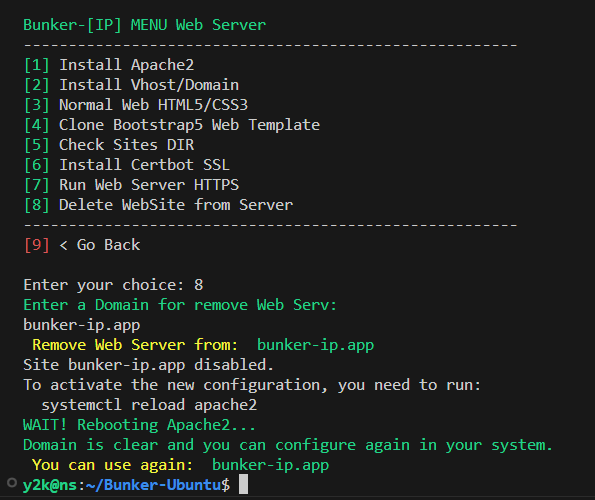 Bunker-[IP] MENU Web Server
-------------------------------------------------------
[1] Install Apache2
[2] Install Vhost/Domain
[3] Normal Web HTML5/CSS3
[4] Clone Bootstrap5 Web Template
[5] Check Sites DIR
[6] Install Certbot SSL
[7] Run Web Server HTTPS
[8] Delete WebSite from Server
-------------------------------------------------------
[9] < Go Back
Enter your choice: 8
Enter a Domain for remove Web Serv:
bunker-ip.app
Remove Web Server from:  bunker-ip.app
Site bunker-ip.app disabled.
To activate the new configuration, you need to run:
systemctl reload apache2
WAIT! Rebooting Apache2...
Domain is clear and you can configure again in your system.
You can use again:  bunker-ip.app
y2k@ns:~/Bunker-Ubuntu$